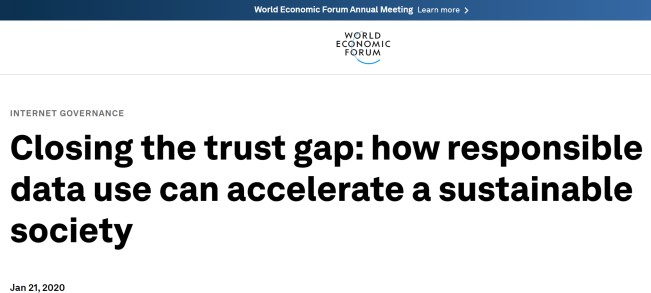 World Economic Forum Annual Meeting Learn more
WORLD
ECONOMIC
FORUM
INTERNET GOVERNANCE
Closing the trust gap: how responsible
data use can accelerate a sustainable
society
Jan 21, 2020